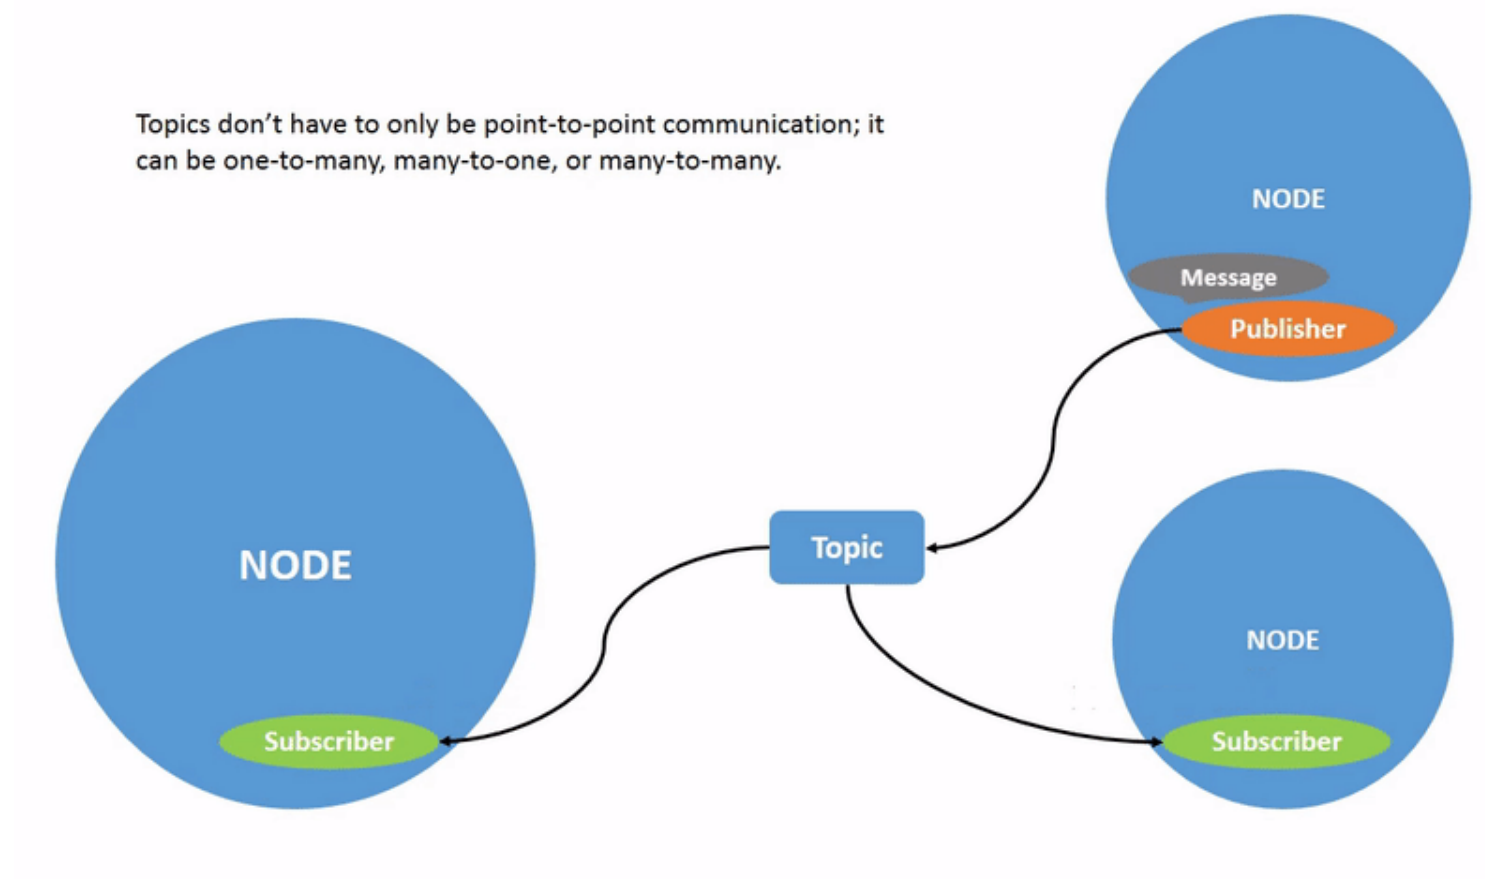 Topics don't have to only be point-to-point communication; it
can be one-to-many, many-to-one, or many-to-many.
NODE
Message
Publisher
Topic
NODE
Subscriber
NODE
Subscriber